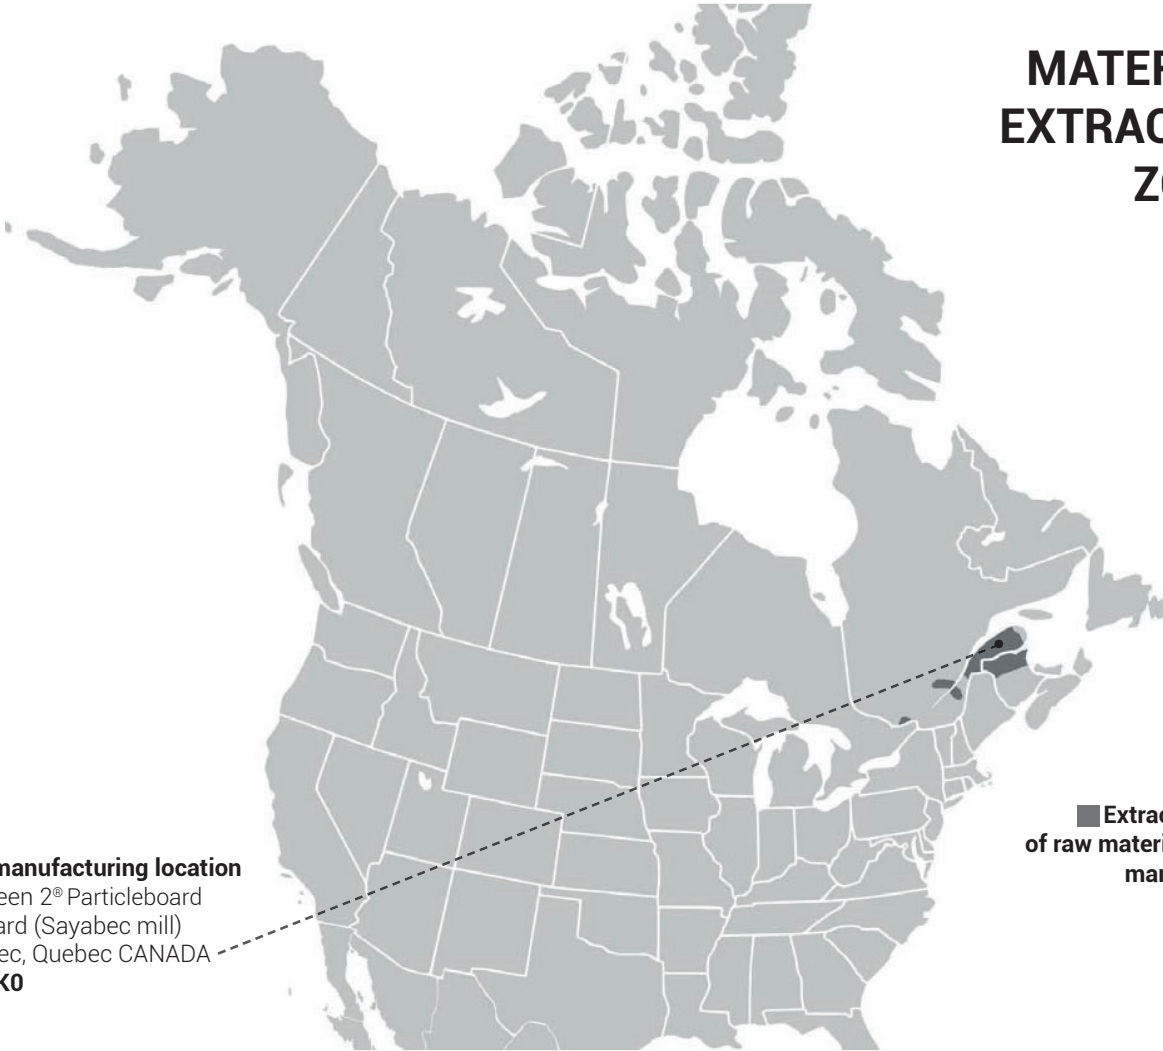 MATER
EXTRAC
ZO
manufacturing location
een 2® Particleboard
ard (Sayabec mill)
ec, Quebec CANADA
K0
Extrac
of raw materi
man